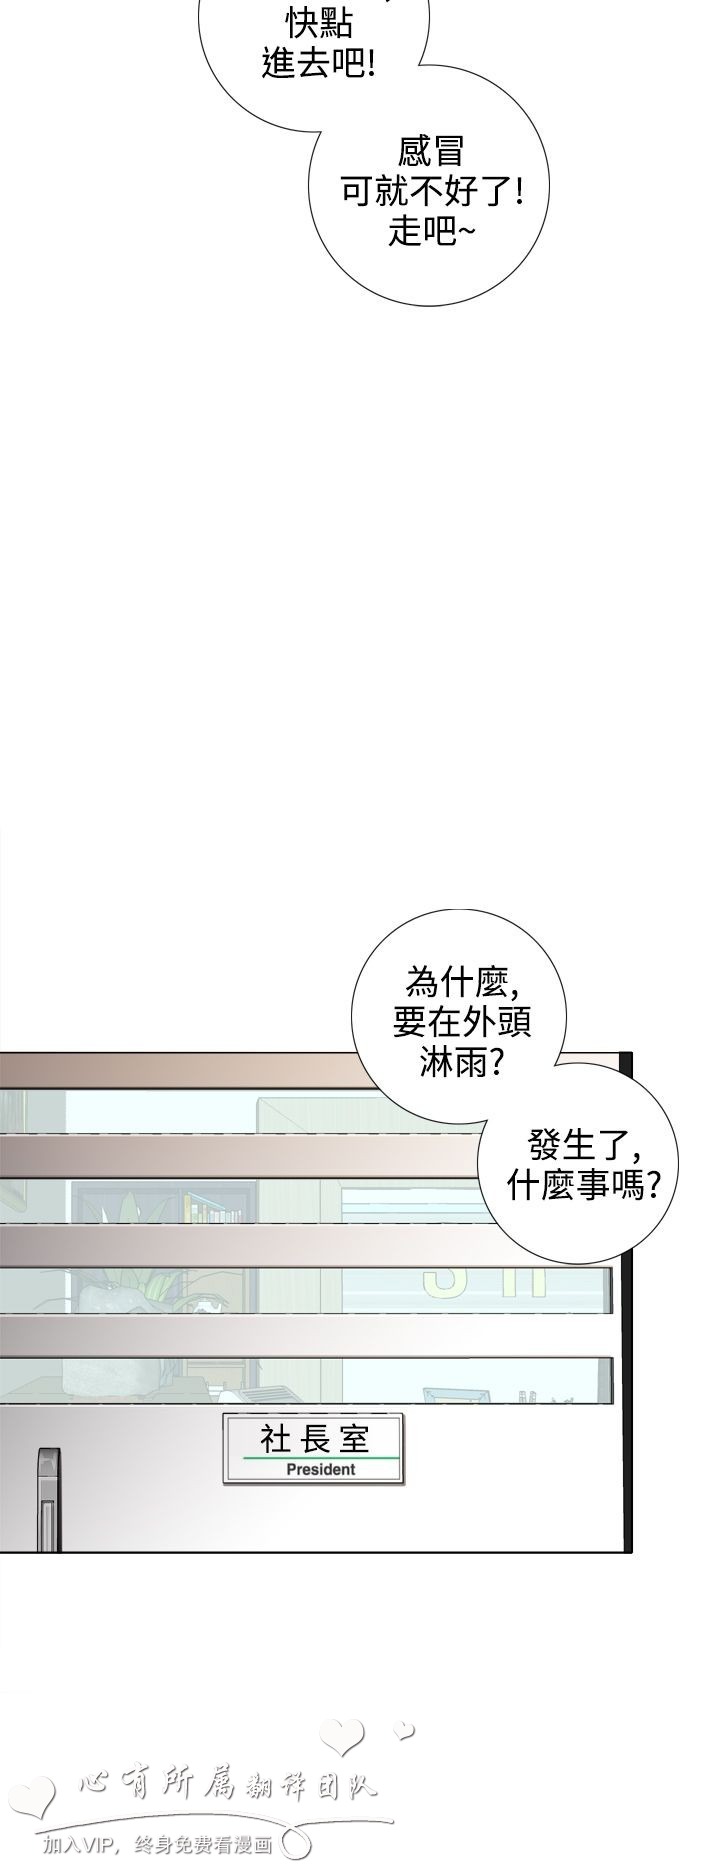 快點
進去吧!
感冒
可就不好了!
走吧~
為什麼,
要在外頭
淋雨?
發生了,
什麼事嗎?
社長室
President
心有所属翻译团队
加入VIP，终身免费看漫画